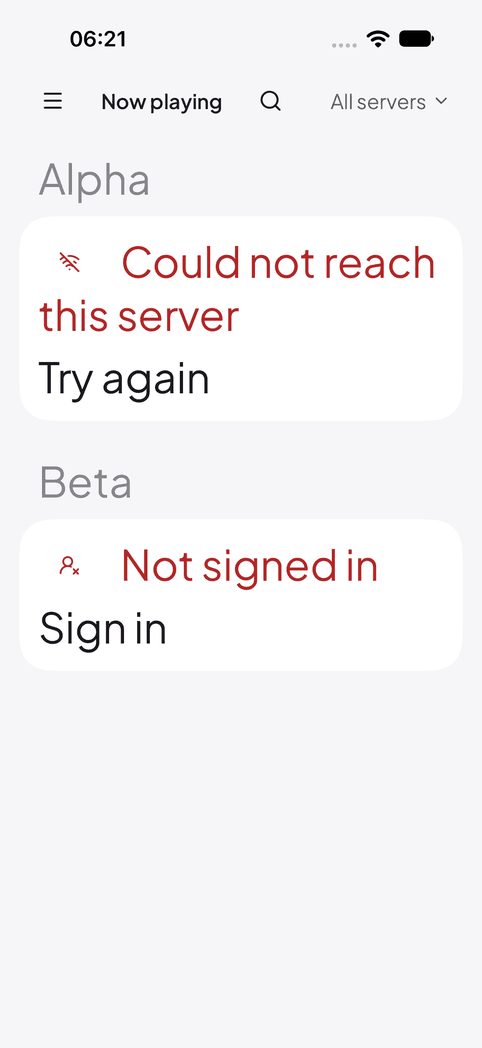 06:21
Now playing
All servers
Alpha
Could not reach
this server
Try again
Beta
Not signed in
Sign in